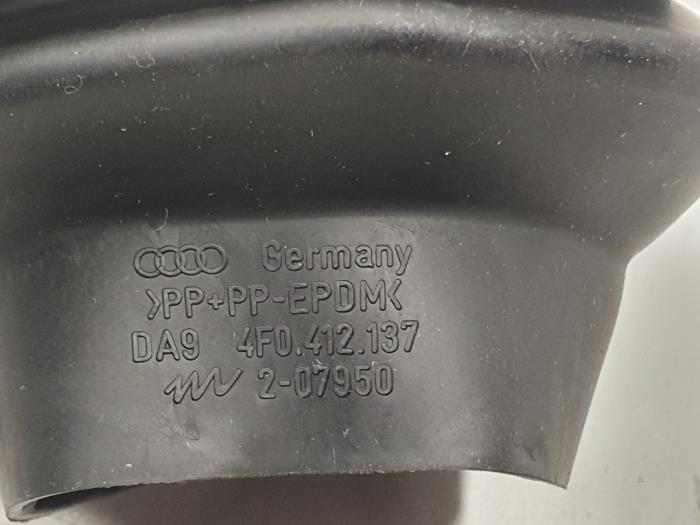 Germany
>PP+PP-EPDM<
DA9 4F0.412.137
2-07950